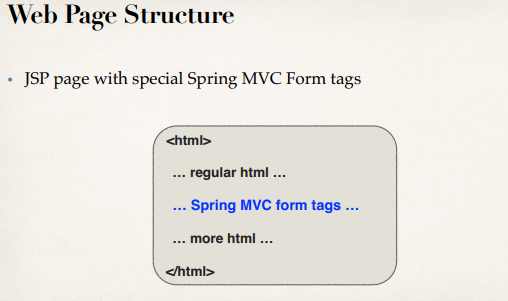 Web Page Structure
• JSP page with special Spring MVC Form tags
<html>
... regular html ...
... Spring MVC form tags ...
... more html ...
</html>